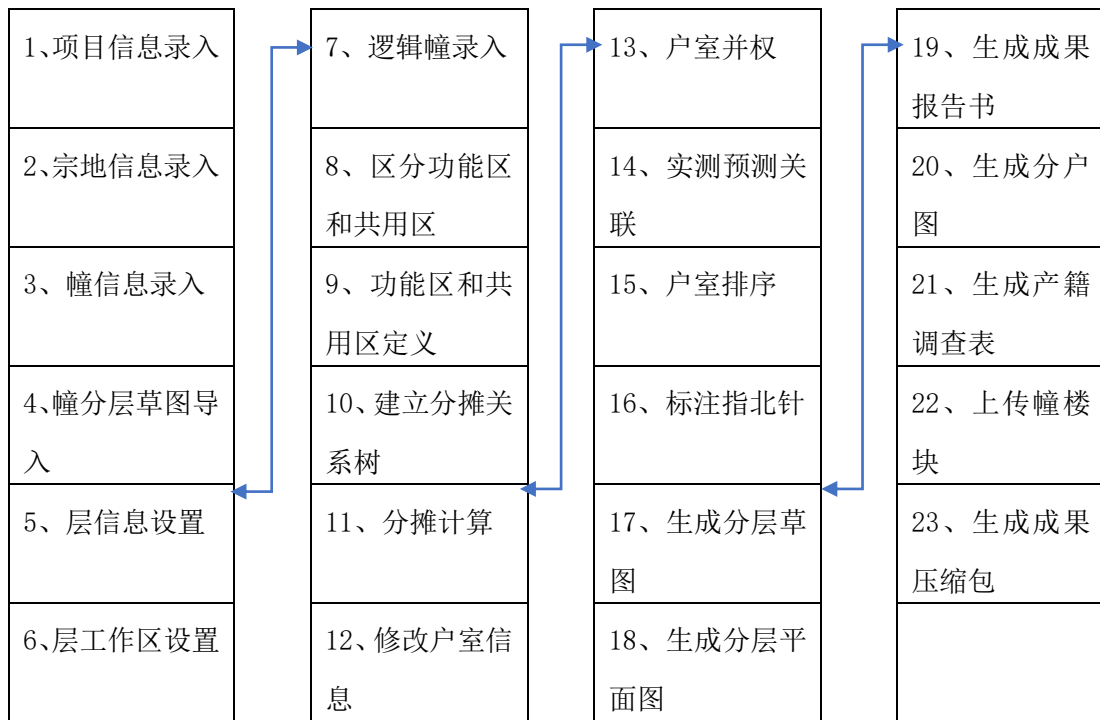 1、项目信息录入
2、宗地信息录入
3、幢信息录入
4、幢分层草图导
入
5、层信息设置
6、层工作区设置
7、逻辑幢录入
8、区分功能区
和共用区
9、功能区和共
用区定义
10、建立分摊关
系树
11、分摊计算
12、修改户室信
息
13、户室并权
14、实测预测关
联
15、户室排序
16、标注指北针
17、生成分层草
图
18、生成分层平
面图
19、生成成果
报告书
20、生成分户
图
21、生成产籍
调查表
22、上传幢楼
块
23、生成成果
压缩包